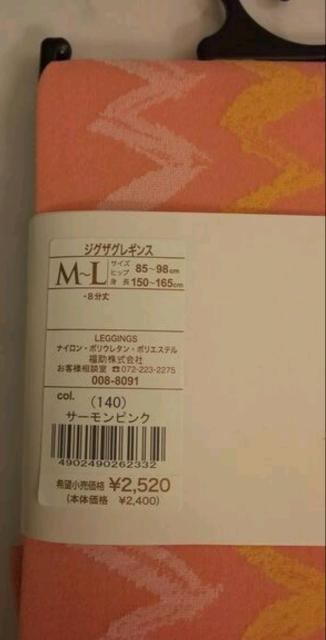 ジグザグレギンス
M~L サイズ ヒップ 85~98cm
身長 150~165cm
・8分丈
LEGGINGS
ナイロン・ポリウレタン・ポリエステル
福助株式会社
お客様相談室 ☎072-223-2275
008-8091
col. (140)
サーモンピンク
4902490262332
希望小売価格 ¥2,520
(本体価格 ¥2,400)